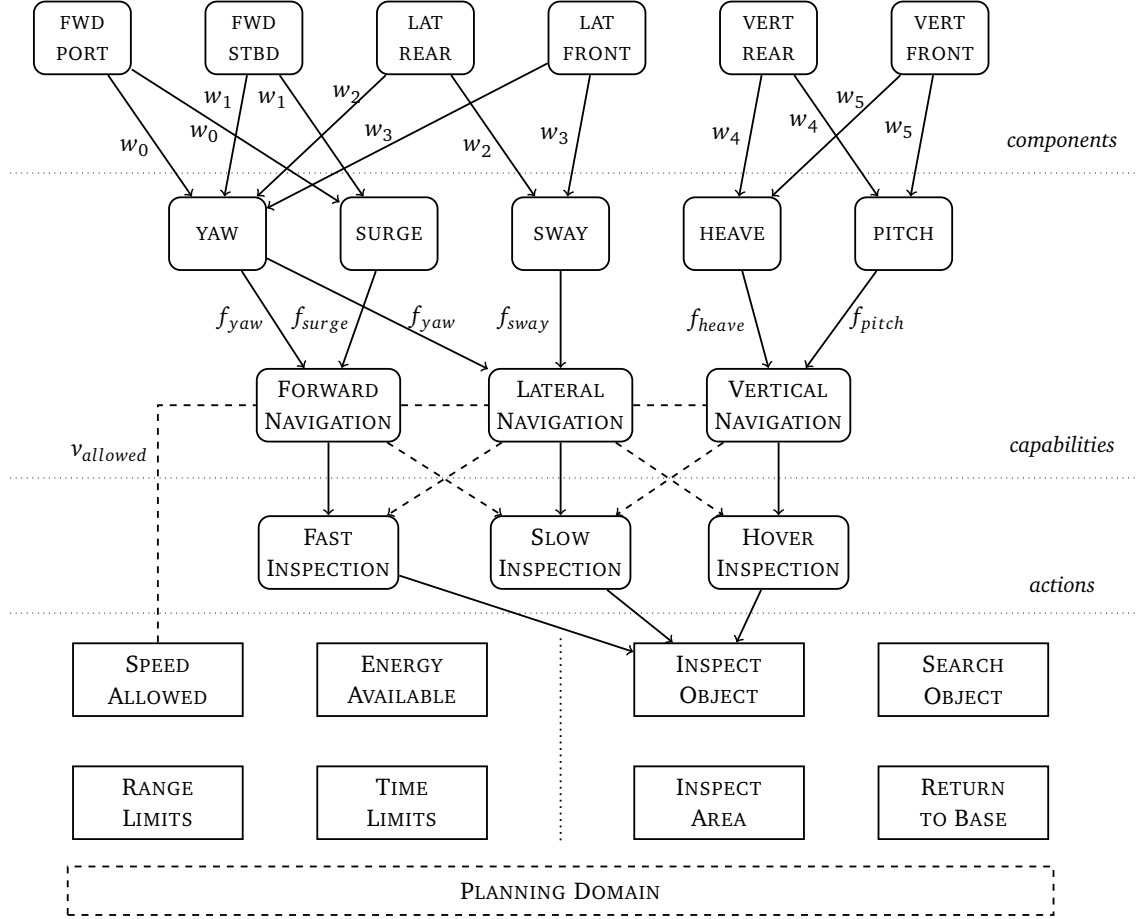 FWD PORT
FWD STBD
LAT REAR
LAT FRONT
VERT REAR
VERT FRONT
w0
w0
w1
w1
w2
w3
w2
w3
w4
w4
w5
w5
components
YAW
SURGE
SWAY
HEAVE
PITCH
fyaw
fsurge
fyaw
fsway
fheave
fpitch
FORWARD NAVIGATION
LATERAL NAVIGATION
VERTICAL NAVIGATION
vallowed
capabilities
FAST INSPECTION
SLOW INSPECTION
HOVER INSPECTION
actions
SPEED ALLOWED
ENERGY AVAILABLE
INSPECT OBJECT
SEARCH OBJECT
RANGE LIMITS
TIME LIMITS
INSPECT AREA
RETURN TO BASE
PLANNING DOMAIN